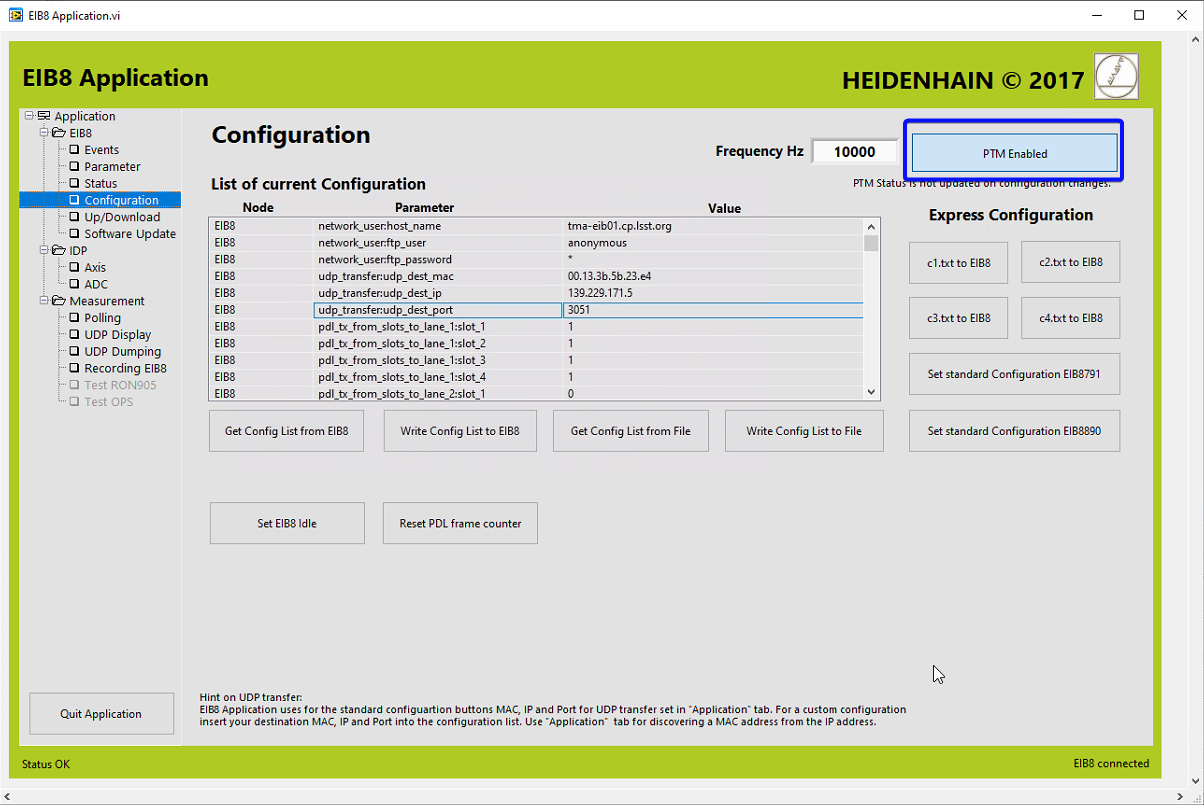 EIB8 Application.vi
EIB8 Application
HEIDENHAIN © 2017
Application
EIB8
Events
Parameter
Status
Configuration
Up/Download
Software Update
IDP
Axis
ADC
Measurement
Polling
UDP Display
UDP Dumping
Recording EIB8
Test RON905
Test OPS
Quit Application
Configuration
Frequency Hz 10000
PTM Enabled
PTM Status is not updated on configuration changes.
List of current Configuration
Node Parameter Value
EIB8 network_user:host_name tma-eib01.cp.lsst.org
EIB8 network_user:ftp_user anonymous
EIB8 network_user:ftp_password *
EIB8 udp_transfer:udp_dest_mac 00.13.3b.5b.23.e4
EIB8 udp_transfer:udp_dest_ip 139.229.171.5
EIB8 udp_transfer:udp_dest_port 3051
EIB8 pdl_tx_from_slots_to_lane_1:slot_1 1
EIB8 pdl_tx_from_slots_to_lane_1:slot_2 1
EIB8 pdl_tx_from_slots_to_lane_1:slot_3 1
EIB8 pdl_tx_from_slots_to_lane_1:slot_4 1
EIB8 pdl_tx_from_slots_to_lane_2:slot_1 0
Get Config List from EIB8
Write Config List to EIB8
Get Config List from File
Write Config List to File
Set EIB8 Idle
Reset PDL frame counter
Express Configuration
c1.txt to EIB8
c2.txt to EIB8
c3.txt to EIB8
c4.txt to EIB8
Set standard Configuration EIB8791
Set standard Configuration EIB8890
Hint on UDP transfer:
EIB8 Application uses for the standard configuartion buttons MAC, IP and Port for UDP transfer set in "Application" tab. For a custom configuration
insert your destination MAC, IP and Port into the configuration list. Use "Application" tab for discovering a MAC address from the IP address.
Status OK
EIB8 connected